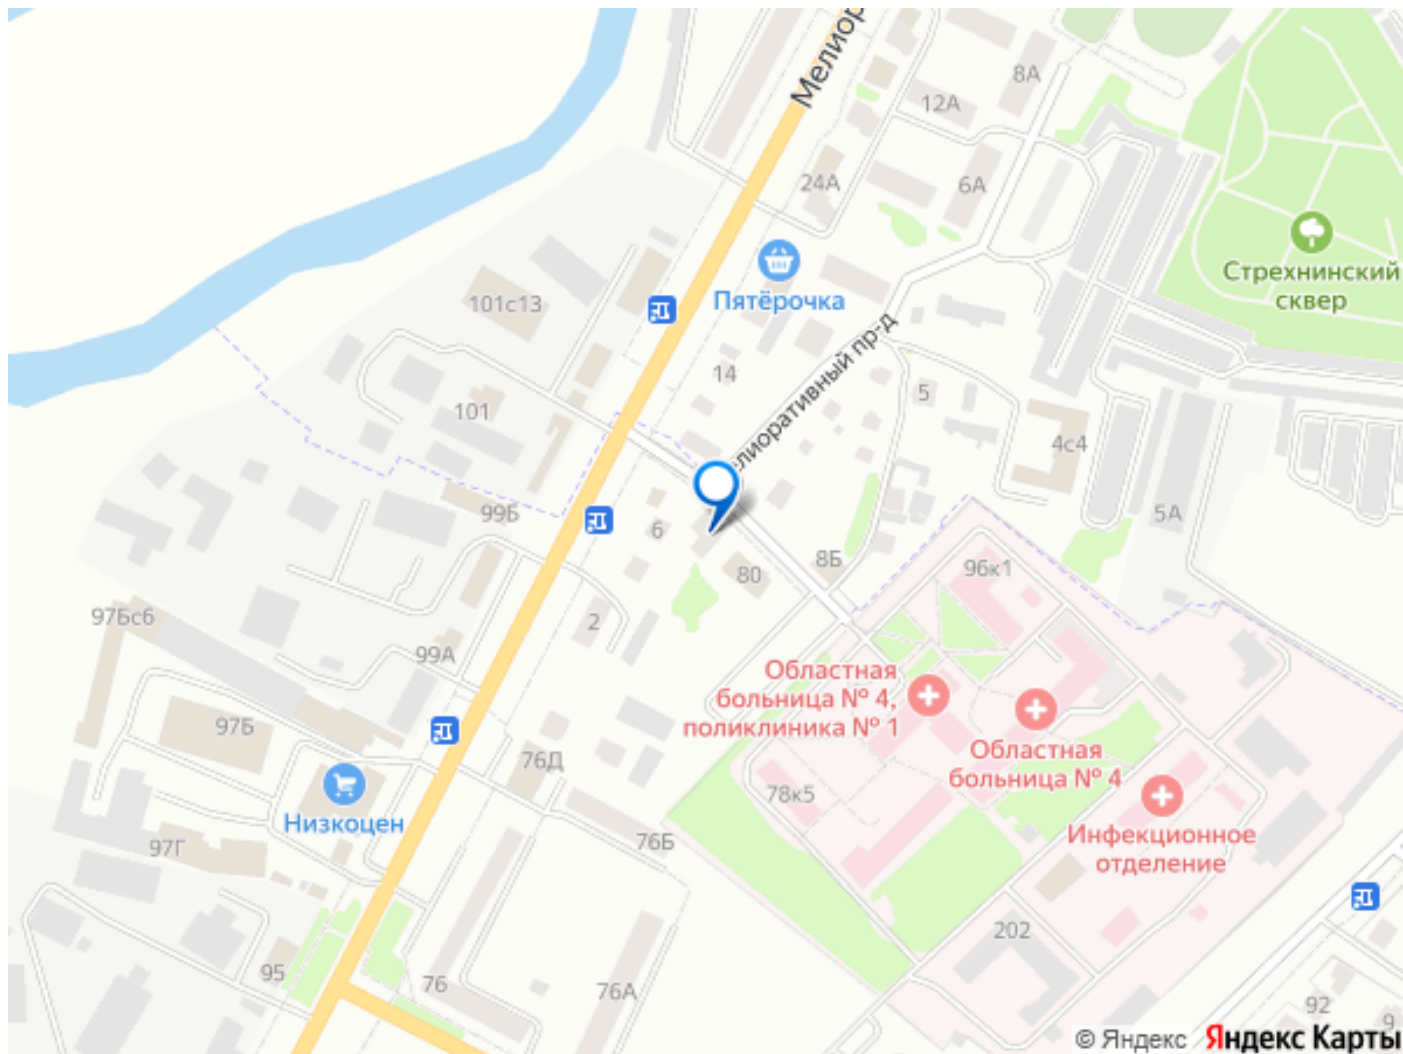 Мелиор
8А
12А
24А
6А
Стрехнинский
сквер
Пятёрочка
101с13
14
лиоративный пр-д
5
101
4с4
99Б
6
5А
80
8Б
96к1
97Бс6
2
99А
Областная
больница № 4,
поликлиника № 1
97Б
Областная
больница № 4
76Д
78к5
Низкоцен
97Г
76Б
Инфекционное
отделение
202
95
76
76А
92
9
© Яндекс Яндекс Карты